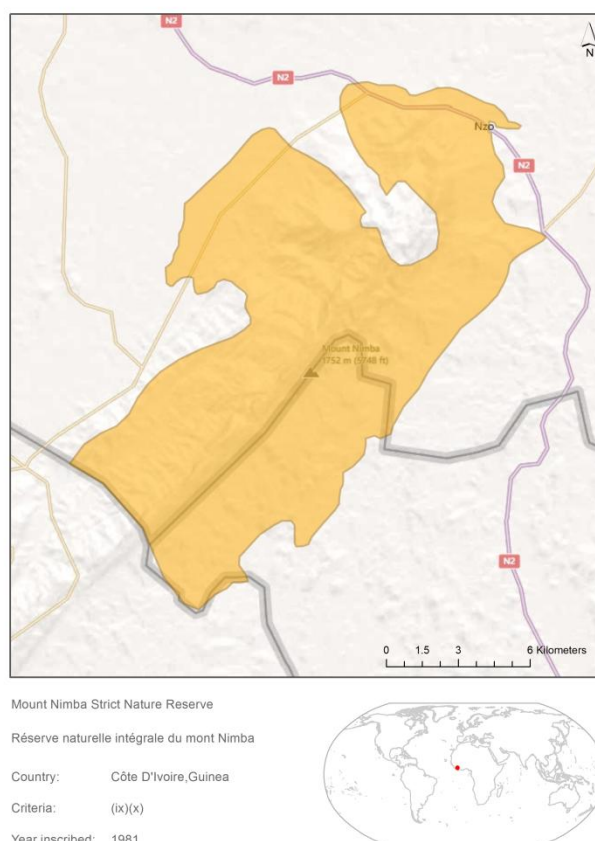 N2
N2
N
Nzo
N2
Mount Nimba
1752 m (5748 ft)
N2
0 1.5 3 6 Kilometers
Mount Nimba Strict Nature Reserve
Réserve naturelle intégrale du mont Nimba
Country: Côte D'Ivoire,Guinea
Criteria: (ix)(x)
Year inscribed: 1981